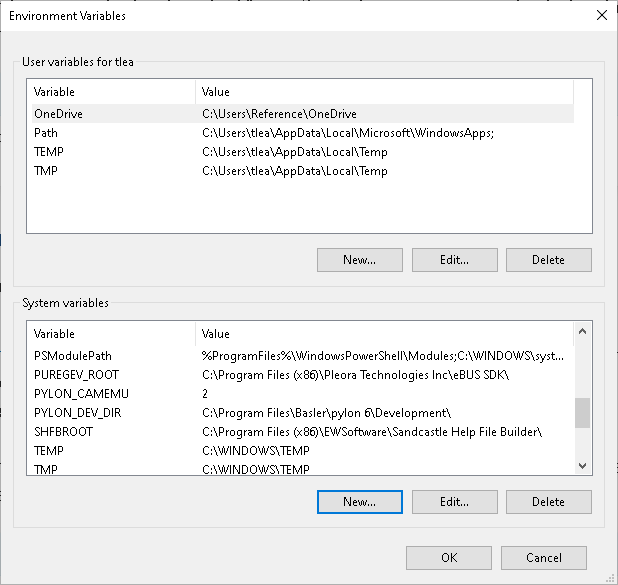 Environment Variables
User variables for tlea
Variable Value
OneDrive C:\Users\Reference\OneDrive
Path C:\Users\tlea\AppData\Local\Microsoft\WindowsApps;
TEMP C:\Users\tlea\AppData\Local\Temp
TMP C:\Users\tlea\AppData\Local\Temp
New... Edit... Delete
System variables
Variable Value
PSModulePath %ProgramFiles%\WindowsPowerShell\Modules;C:\WINDOWS\syst...
PUREGEV_ROOT C:\Program Files (x86)\Pleora Technologies Inc\eBUS SDK\
PYLON_CAMEMU 2
PYLON_DEV_DIR C:\Program Files\Basler\pylon 6\Development\
SHFBROOT C:\Program Files (x86)\EWSoftware\Sandcastle Help File Builder\
TEMP C:\WINDOWS\TEMP
TMP C:\WINDOWS\TEMP
New... Edit... Delete
OK Cancel